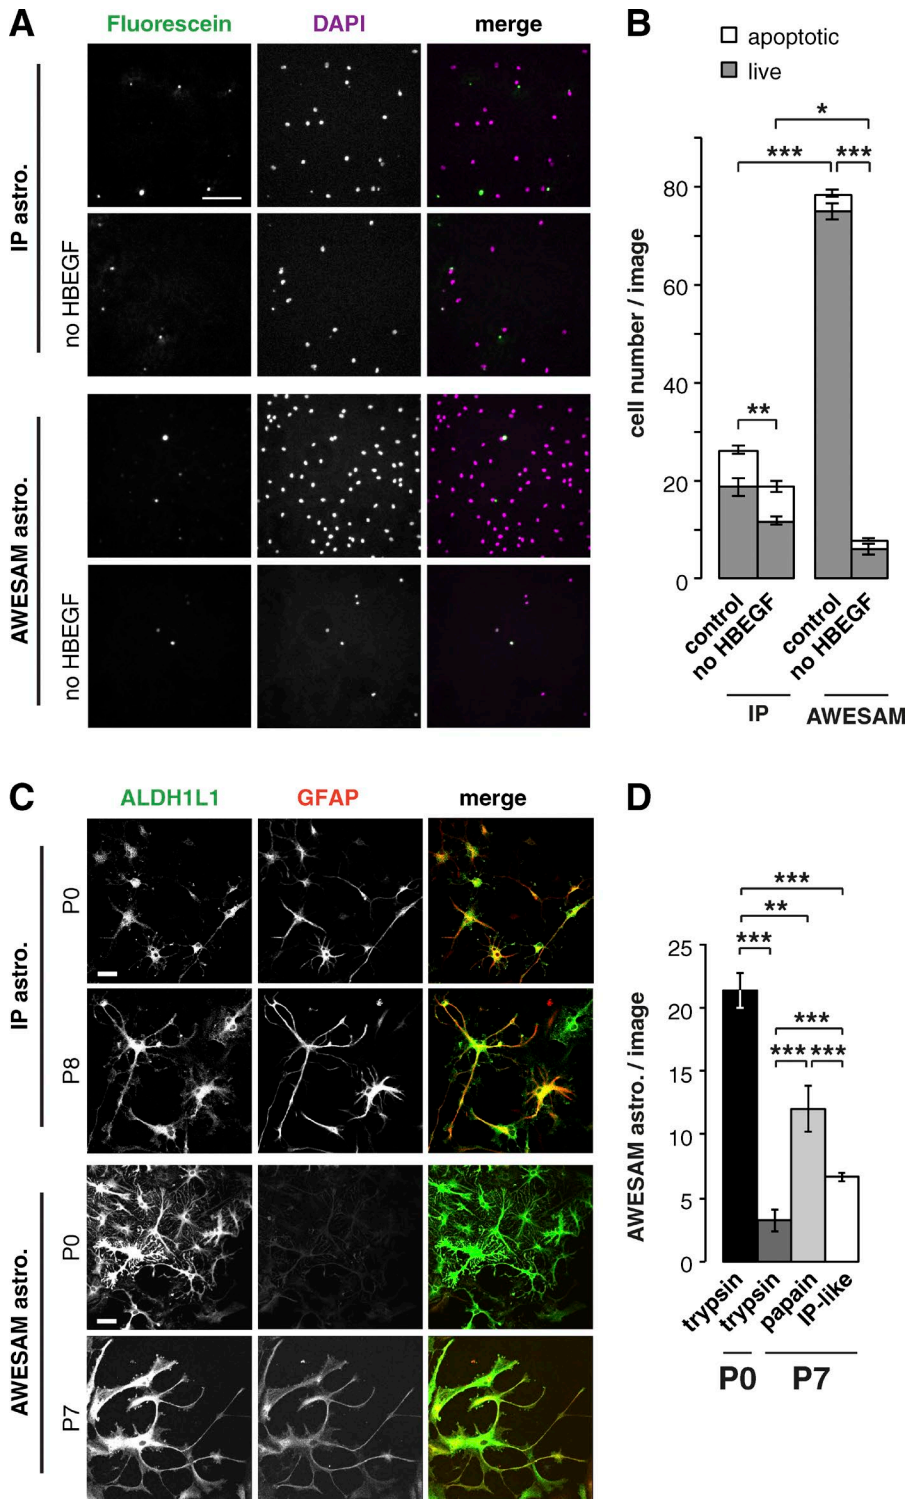 A
Fluorescein DAPI merge
IP astro.
no HBEGF
AWESAM astro.
no HBEGF
B
apoptotic
live
*
*** ***
**
cell number / image
80
60
40
20
0
control
no HBEGF
control
no HBEGF
IP AWESAM
C
ALDH1L1 GFAP merge
IP astro.
P0
P8
AWESAM astro.
P0
P7
D
***
**
***
***
*** ***
AWESAM astro. / image
25
20
15
10
5
0
trypsin
trypsin
papain
IP-like
P0 P7